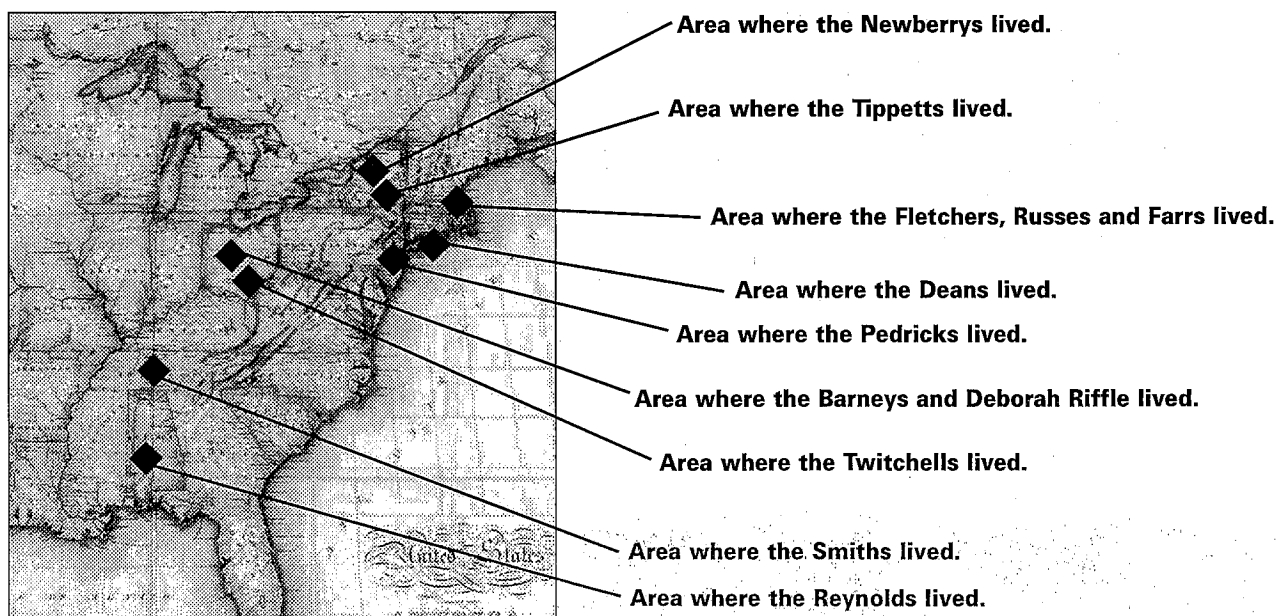 Area where the Newberrys lived.
Area where the Tippetts lived.
Area where the Fletchers, Russes and Farrs lived.
Area where the Deans lived.
Area where the Pedricks lived.
Area where the Barneys and Deborah Riffle lived.
Area where the Twitchells lived.
Area where the Smiths lived.
Area where the Reynolds lived.
United States